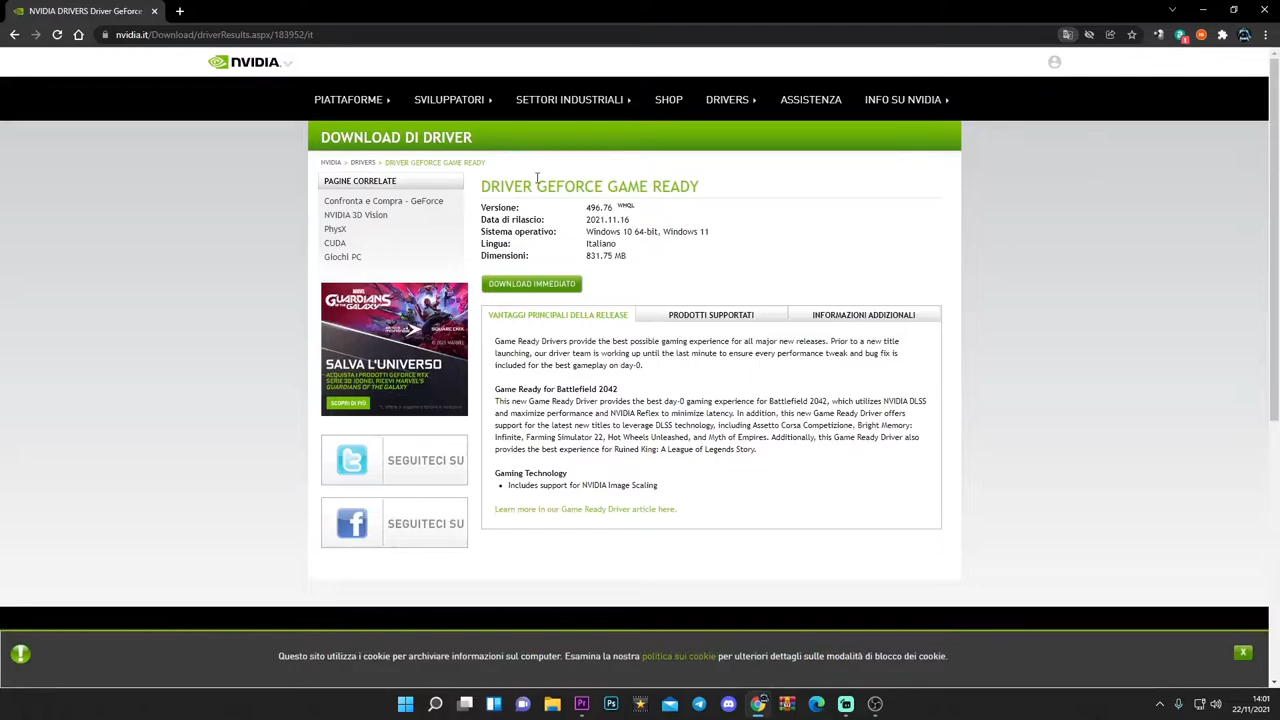 NVIDIA DRIVERS Driver GeForce
nvidia.it/Download/driverResults.aspx/183952/it
NVIDIA.
PIATTAFORME
SVILUPPATORI
SETTORI INDUSTRIALI
SHOP
DRIVERS
ASSISTENZA
INFO SU NVIDIA
DOWNLOAD DI DRIVER
NVIDIA > DRIVERS > DRIVER GEFORCE GAME READY
PAGINE CORRELATE
Confronta e Compra - GeForce
NVIDIA 3D Vision
PhysX
CUDA
Giochi PC
MARVEL
GUARDIANS
OF THE GALAXY
SQUARE ENIX
SALVA L'UNIVERSO
ACQUISTA I PRODOTTI GEFORCE RTX
SERIE 30 IDONEI, RICEVI MARVEL'S
GUARDIANS OF THE GALAXY
SCOPRI DI PIÙ
SEGUITECI SU
SEGUITECI SU
DRIVER GEFORCE GAME READY
Versione: 496.76 WHQL
Data di rilascio: 2021.11.16
Sistema operativo: Windows 10 64-bit, Windows 11
Lingua: Italiano
Dimensioni: 831.75 MB
DOWNLOAD IMMEDIATO
VANTAGGI PRINCIPALI DELLA RELEASE
PRODOTTI SUPPORTATI
INFORMAZIONI ADDIZIONALI
Game Ready Drivers provide the best possible gaming experience for all major new releases. Prior to a new title
launching, our driver team is working up until the last minute to ensure every performance tweak and bug fix is
included for the best gameplay on day-0.
Game Ready for Battlefield 2042
This new Game Ready Driver provides the best day-0 gaming experience for Battlefield 2042, which utilizes NVIDIA DLSS
and maximize performance and NVIDIA Reflex to minimize latency. In addition, this new Game Ready Driver offers
support for the latest new titles to leverage DLSS technology, including Assetto Corsa Competizione, Bright Memory:
Infinite, Farming Simulator 22, Hot Wheels Unleashed, and Myth of Empires. Additionally, this Game Ready Driver also
provides the best experience for Ruined King: A League of Legends Story.
Gaming Technology
• Includes support for NVIDIA Image Scaling
Learn more in our Game Ready Driver article here.
Questo sito utilizza i cookie per archiviare informazioni sul computer. Esamina la nostra politica sui cookie per ulteriori dettagli sulle modalità di blocco dei cookie.
X
14:01
22/11/2021